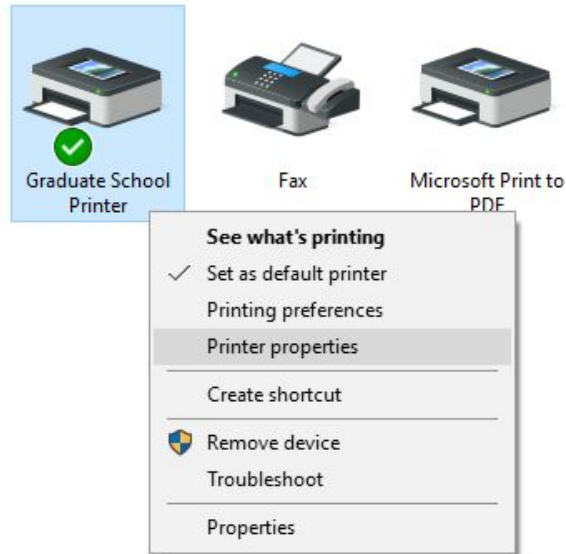 Graduate School
Printer
Fax
Microsoft Print to
PDF
See what's printing
Set as default printer
Printing preferences
Printer properties
Create shortcut
Remove device
Troubleshoot
Properties